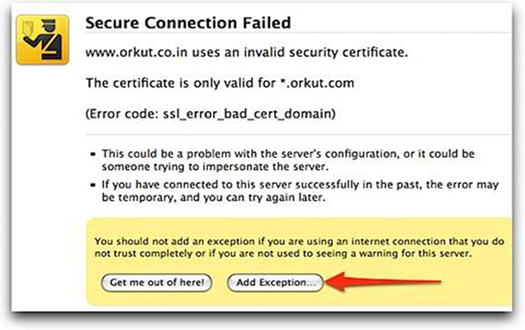 Secure Connection Failed
www.orkut.co.in uses an invalid security certificate.
The certificate is only valid for *.orkut.com
(Error code: ssl_error_bad_cert_domain)
▪ This could be a problem with the server's configuration, or it could be
someone trying to impersonate the server.
▪ If you have connected to this server successfully in the past, the error may
be temporary, and you can try again later.
You should not add an exception if you are using an internet connection that you do
not trust completely or if you are not used to seeing a warning for this server.
Get me out of here! Add Exception...